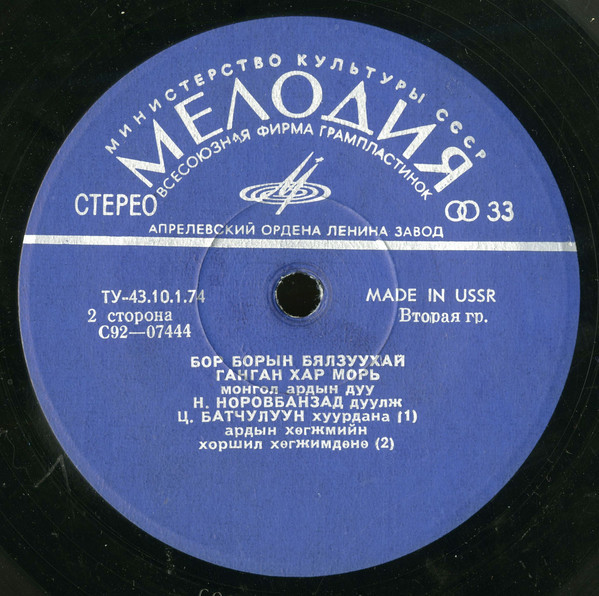 МИНИСТЕРСТВО КУЛЬТУРЫ СССР
МЕЛОДИЯ
ВСЕСОЮЗНАЯ ФИРМА ГРАМПЛАСТИНОК
СТЕРЕО
33
АПРЕЛЕВСКИЙ ОРДЕНА ЛЕНИНА ЗАВОД
ТУ-43.10.1.74
MADE IN USSR
2 сторона
Вторая гр.
С92—07444
БОР БОРЫН БЯЛЗУУХАЙ
ГАНГАН ХАР МОРЬ
монгол ардын дуу
Н. НОРОВБАНЗАД дуулж
Ц. БАТЧУЛУУН хуурдана (1)
ардын хөгжмийн
хоршил хөгжимдөнө (2)